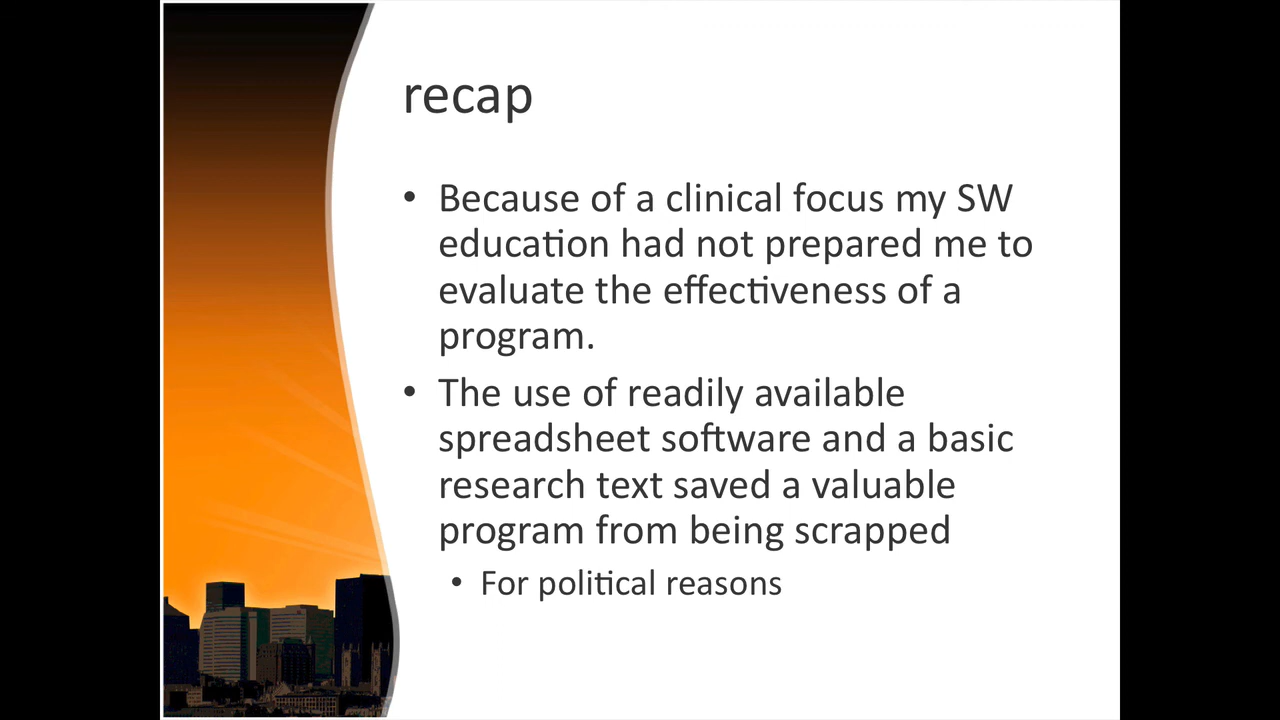 recap
• Because of a clinical focus my SW
education had not prepared me to
evaluate the effectiveness of a
program.
• The use of readily available
spreadsheet software and a basic
research text saved a valuable
program from being scrapped
• For political reasons